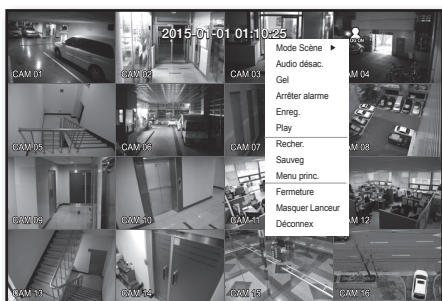 2015-01-01 01:10:25
LOG ON
CAM 01
CAM 02
CAM 03
CAM 04
Mode Scène
Audio désac.
Gel
Arrêter alarme
Enreg.
Play
Recher.
Sauveg
Menu princ.
Fermeture
Masquer Lanceur
Déconnex
CAM 05
CAM 06
CAM 07
CAM 08
CAM 09
CAM 10
CAM 11
CAM 12
CAM 13
CAM 14
CAM 15
CAM 16